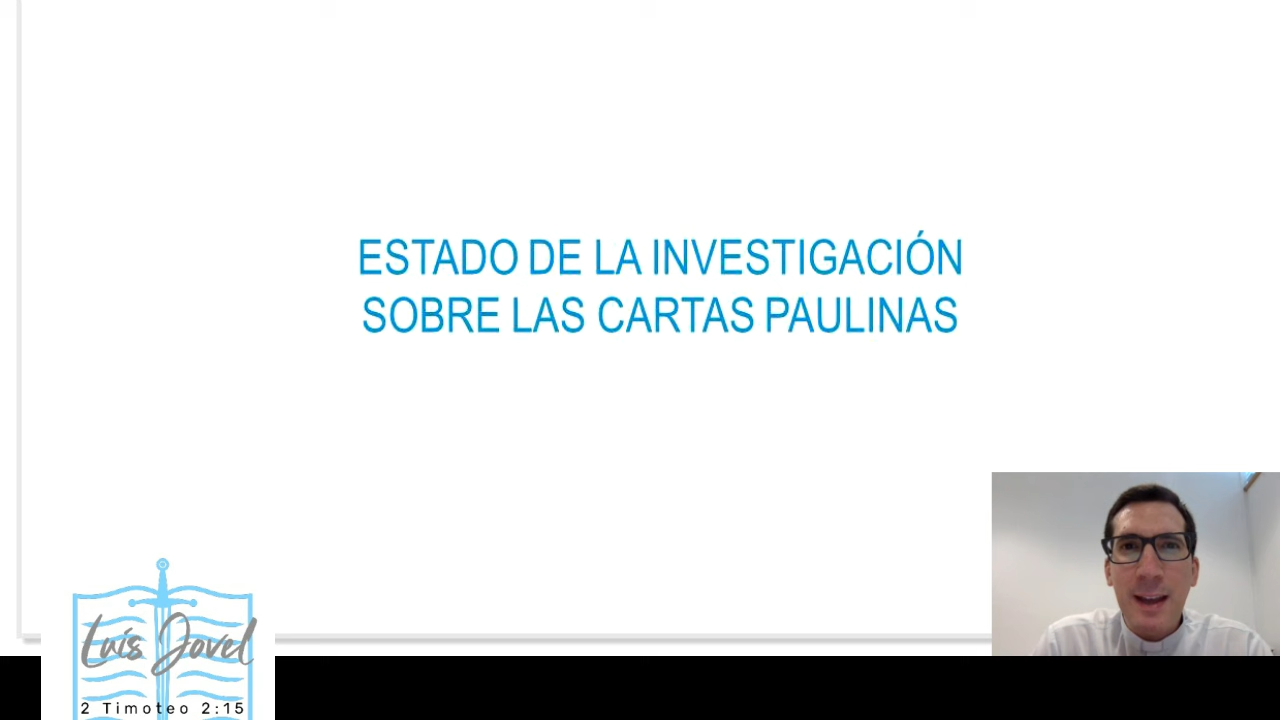 ESTADO DE LA INVESTIGACIÓN
SOBRE LAS CARTAS PAULINAS
Luis Jovel
2 Timoteo 2:15